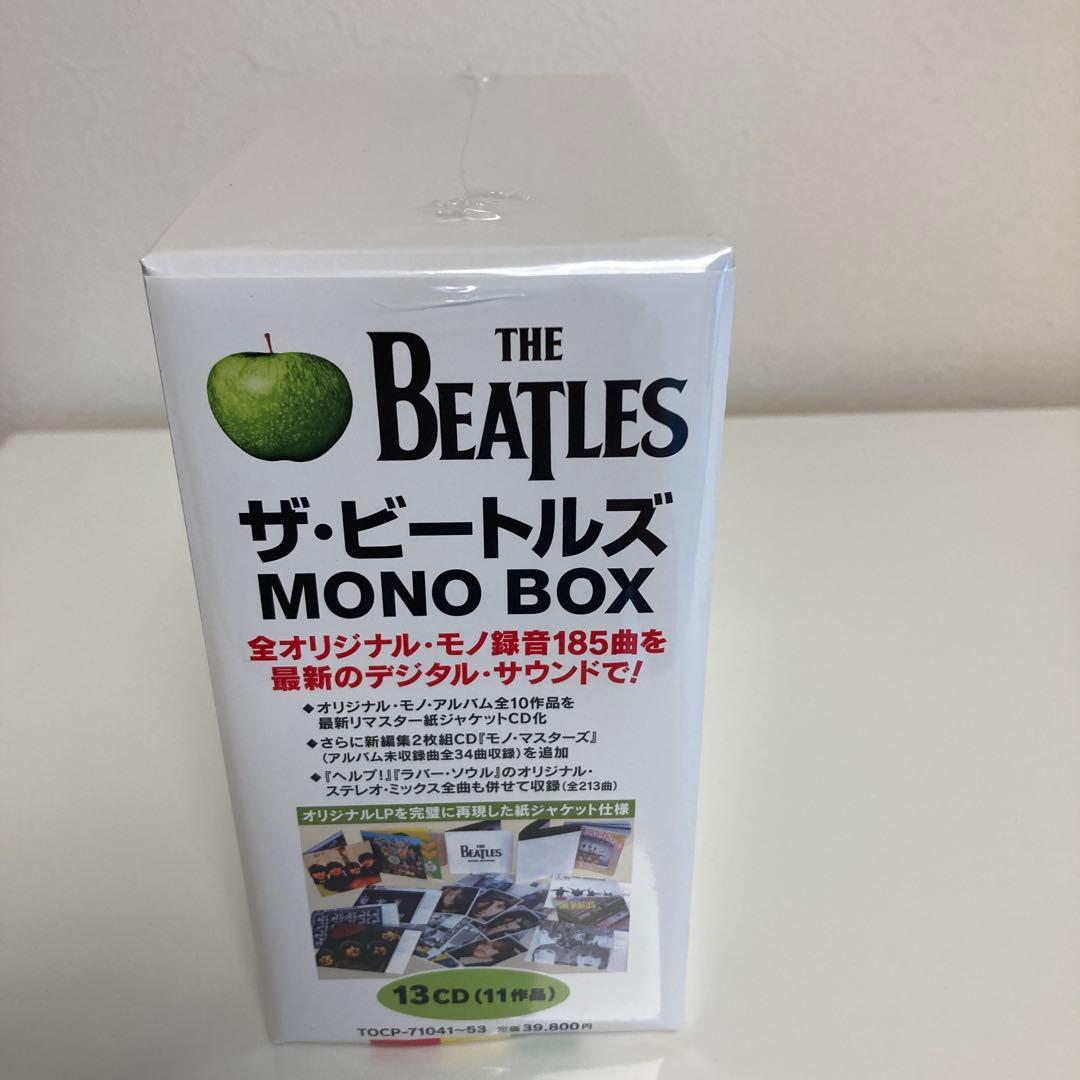 THE
BEATLES
ザ・ビートルズ
MONO BOX
全オリジナル・モノ録音185曲を
最新のデジタル・サウンドで!
◆オリジナル・モノ・アルバム全10作品を
最新リマスター紙ジャケットCD化
◆さらに新編集2枚組CD『モノ・マスターズ』
(アルバム未収録曲全34曲収録)を追加
◆『ヘルプ!』『ラバー・ソウル』のオリジナル・
ステレオ・ミックス全曲も併せて収録(全213曲)
オリジナルLPを完璧に再現した紙ジャケット仕様
THE
BEATLES
13CD(11作品)
TOCP-71041~53 定価39,800円